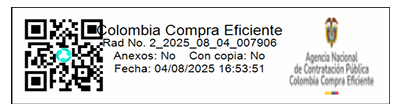 Colombia Compra Eficiente
Rad No. 2_2025_08_04_007906
Anexos: No Con copia: No
Fecha: 04/08/2025 16:53:51
Agencia Nacional
de Contratación Pública
Colombia Compra Eficiente